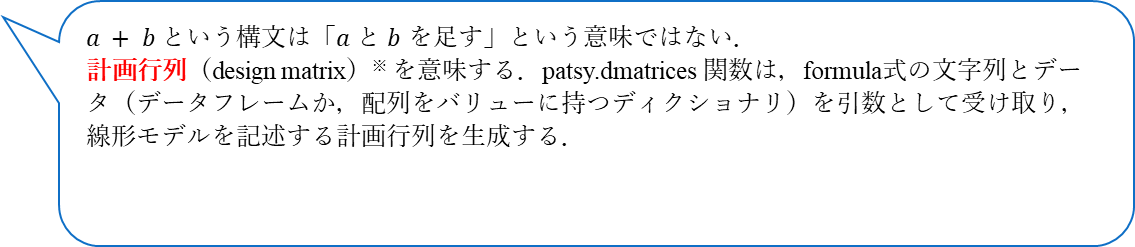 a + b という構文は「a と b を足す」という意味ではない．
計画行列（design matrix）※ を意味する．patsy.dmatrices 関数は，formula式の文字列とデー
タ（データフレームか，配列をバリューに持つディクショナリ）を引数として受け取り，
線形モデルを記述する計画行列を生成する．